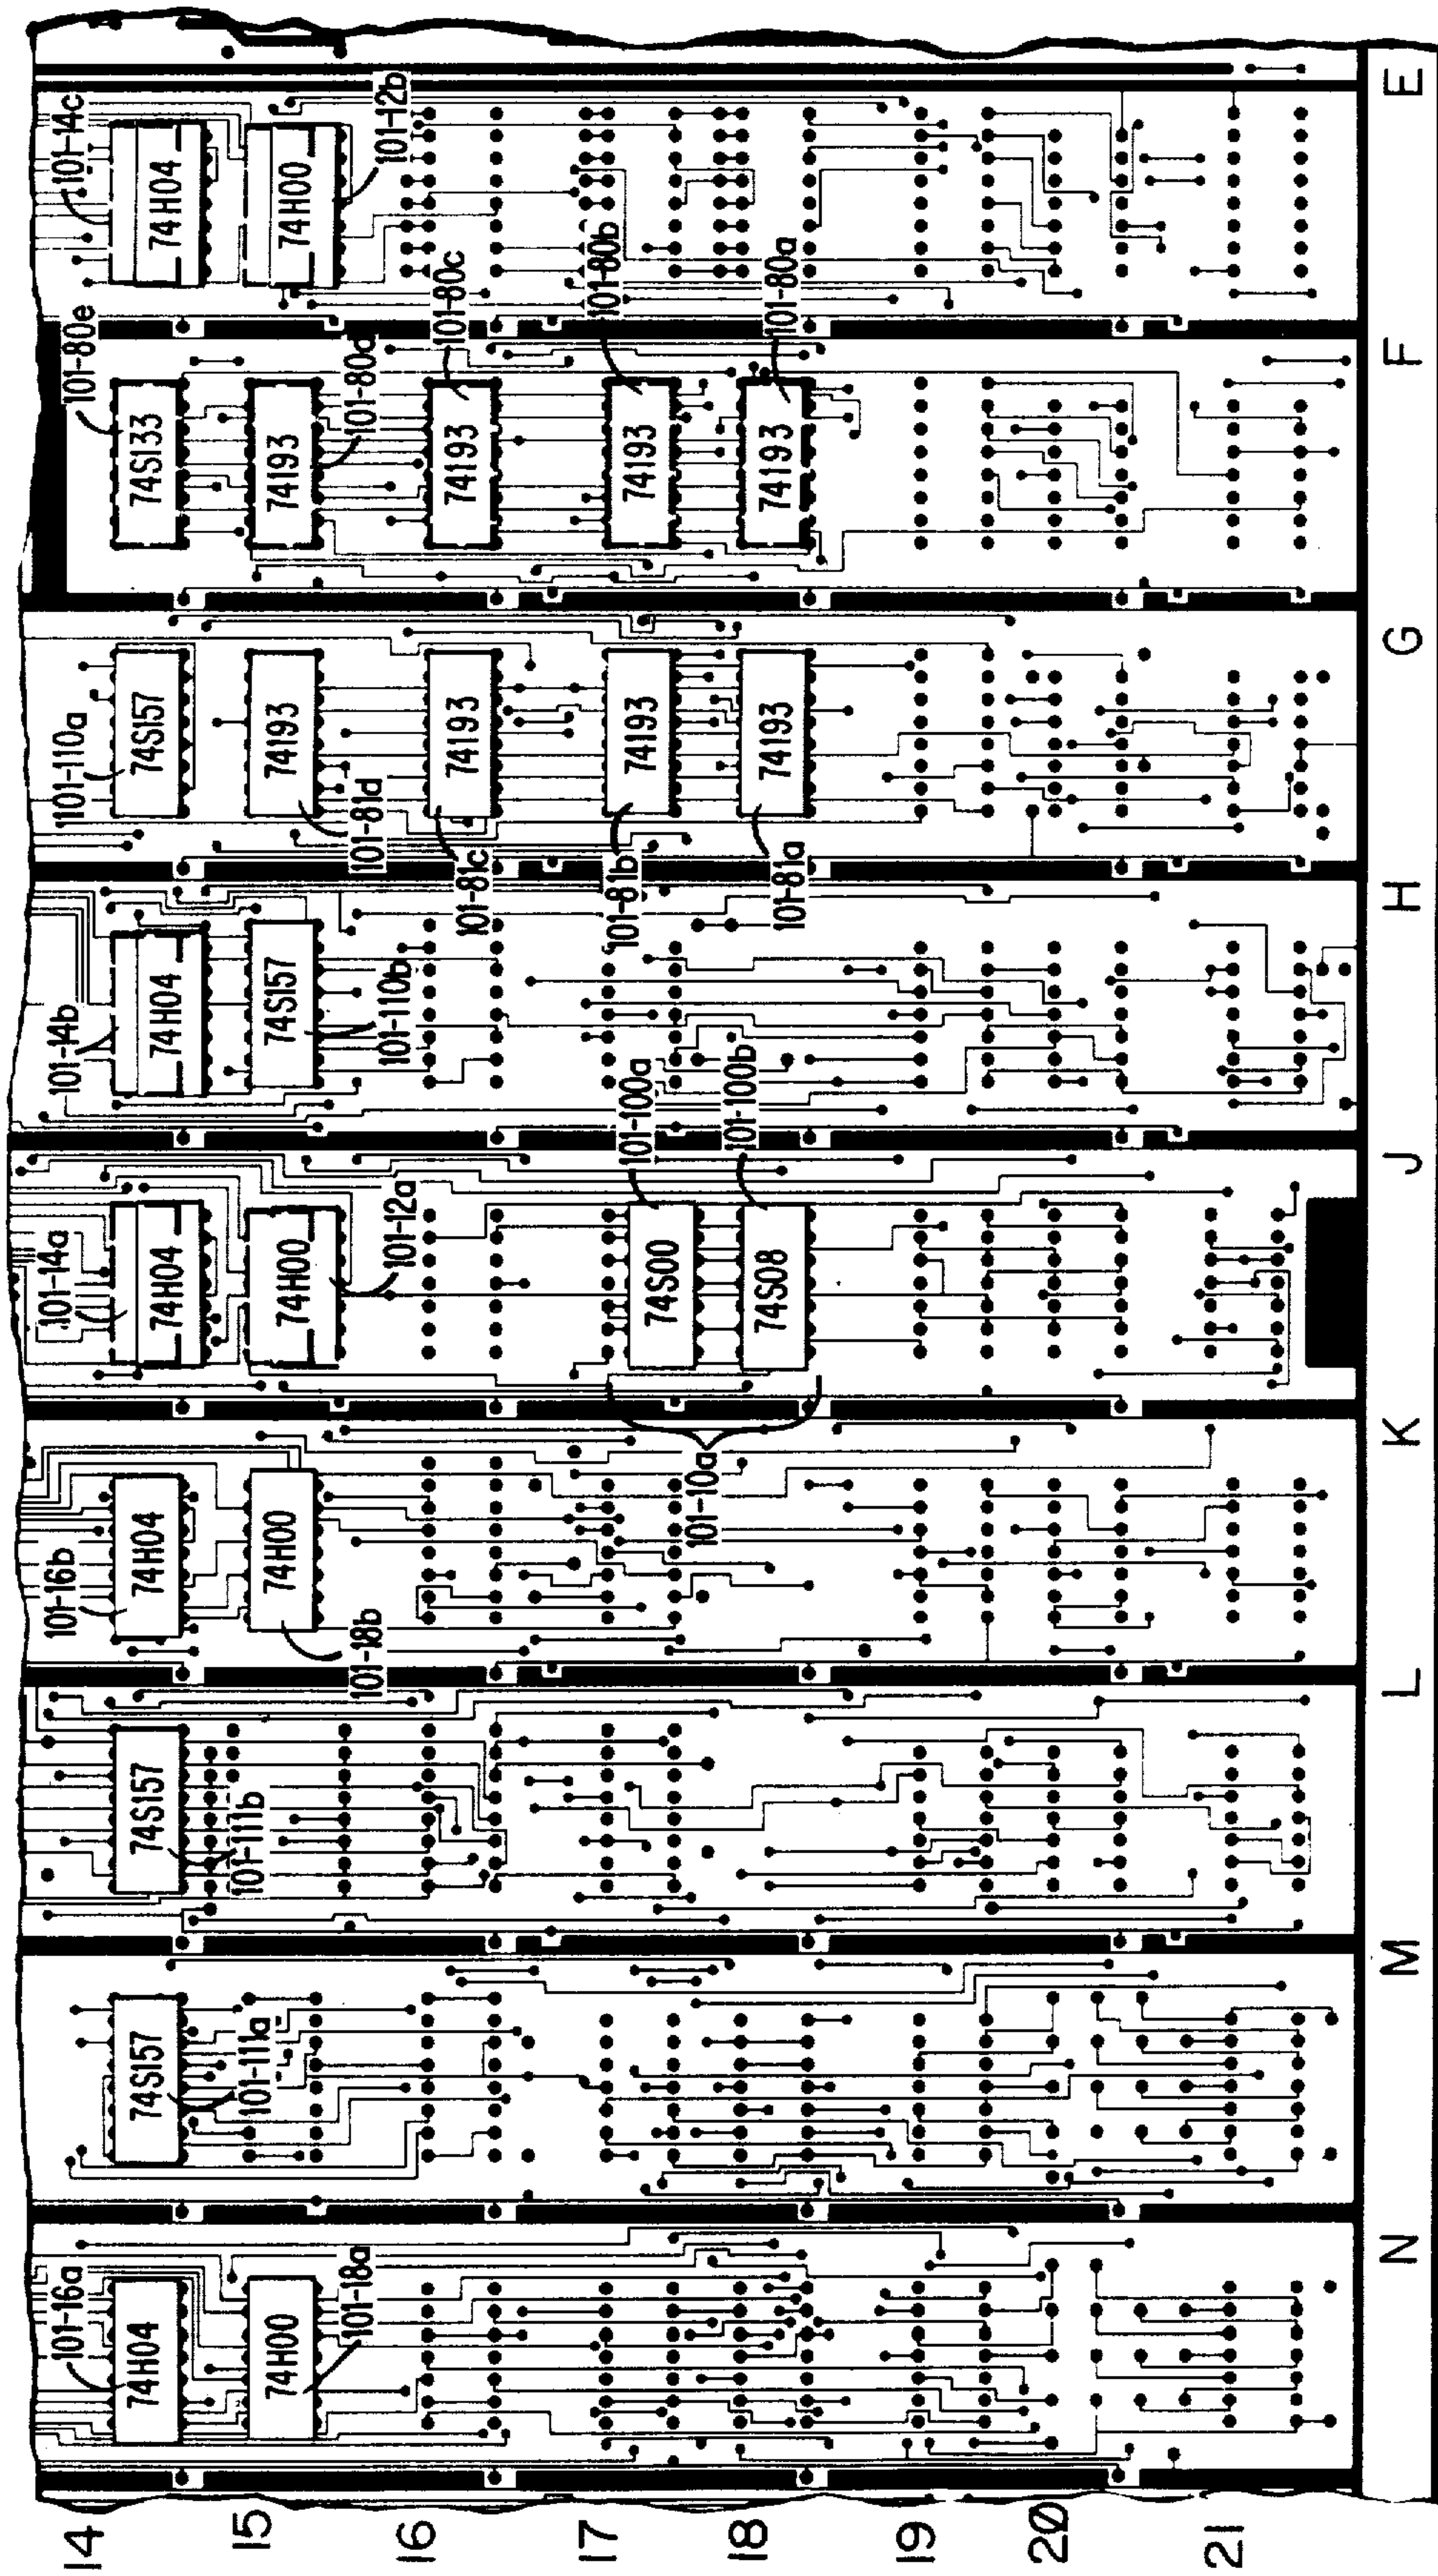 E
101-14c
74H04
101-12b
74H00
F
101-80e
74S133
101-80d
74193
101-80c
74193
101-80b
74193
101-80a
74193
G
1101-110a
74S157
101-81d
74193
101-81c
74193
101-81b
74193
101-81a
74193
H
101-14b
74H04
101-110b
74S157
J
101-14a
74H04
101-12a
74H00
101-100a
74S00
101-100b
74S08
101-10a
K
101-16b
74H04
101-18b
74H00
L
101-111b
74S157
M
101-111a
74S157
N
101-16a
74H04
101-18a
74H00
14
15
16
17
18
19
20
21